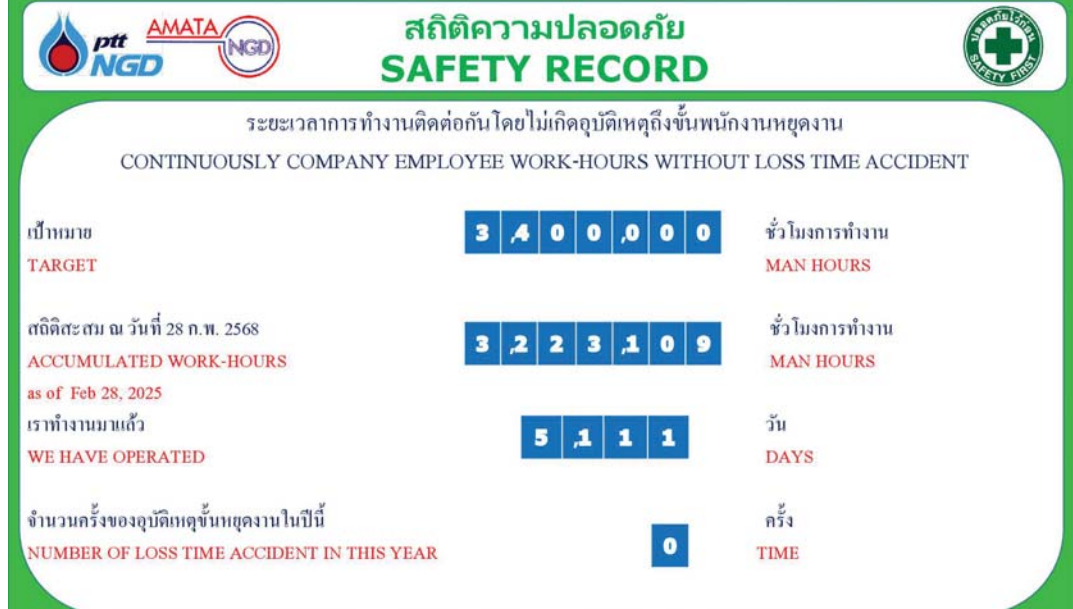 ptt
NGD
AMATA
NGD
สถิติความปลอดภัย
SAFETY RECORD
ปลอดภัยไว้ก่อน
SAFETY FIRST
ระยะเวลาการทำงานติดต่อกันโดยไม่เกิดอุบัติเหตุถึงขั้นพนักงานหยุดงาน
CONTINUOUSLY COMPANY EMPLOYEE WORK-HOURS WITHOUT LOSS TIME ACCIDENT
เป้าหมาย 3,400,000 ชั่วโมงการทำงาน
TARGET MAN HOURS
สถิติสะสม ณ วันที่ 28 ก.พ. 2568 3,223,109 ชั่วโมงการทำงาน
ACCUMULATED WORK-HOURS MAN HOURS
as of Feb 28, 2025
เราทำงานมาแล้ว 5,111 วัน
WE HAVE OPERATED DAYS
จำนวนครั้งของอุบัติเหตุขั้นหยุดงานในปีนี้ 0 ครั้ง
NUMBER OF LOSS TIME ACCIDENT IN THIS YEAR TIME